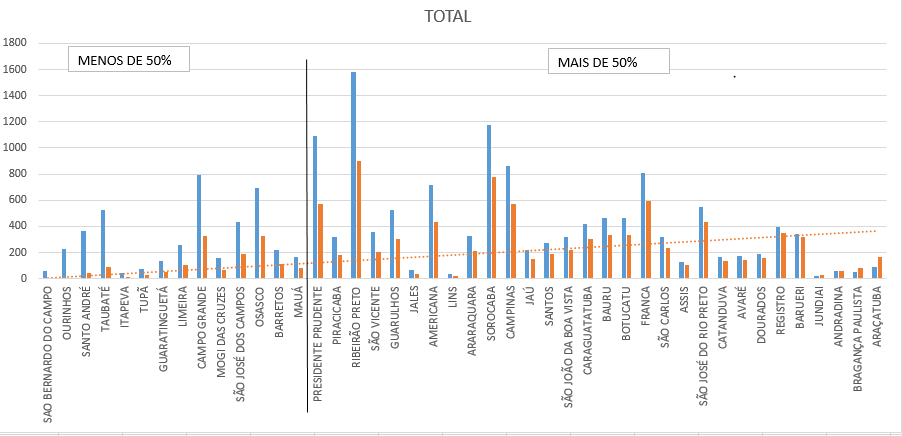 TOTAL
1800
1600
1400
1200
1000
800
600
400
200
0
MENOS DE 50%
MAIS DE 50%
SAO BERNARDO DO CAMPO
OURINHOS
SANTO ANDRÉ
TAUBATÉ
ITAPEVA
TUPÃ
GUARATINGUETÁ
LIMEIRA
CAMPO GRANDE
MOGI DAS CRUZES
SÃO JOSÉ DOS CAMPOS
OSASCO
BARRETOS
MAUÁ
PRESIDENTE PRUDENTE
PIRACICABA
RIBEIRÃO PRETO
SÃO VICENTE
GUARULHOS
JALES
AMERICANA
LINS
ARARAQUARA
SOROCABA
CAMPINAS
JAÚ
SANTOS
SÃO JOÃO DA BOA VISTA
CARAGUATATUBA
BAURU
BOTUCATU
FRANCA
SÃO CARLOS
ASSIS
SÃO JOSÉ DO RIO PRETO
CATANDUVA
AVARÉ
DOURADOS
REGISTRO
BARUERI
JUNDIAI
ANDRADINA
BRAGANÇA PAULISTA
ARAÇATUBA